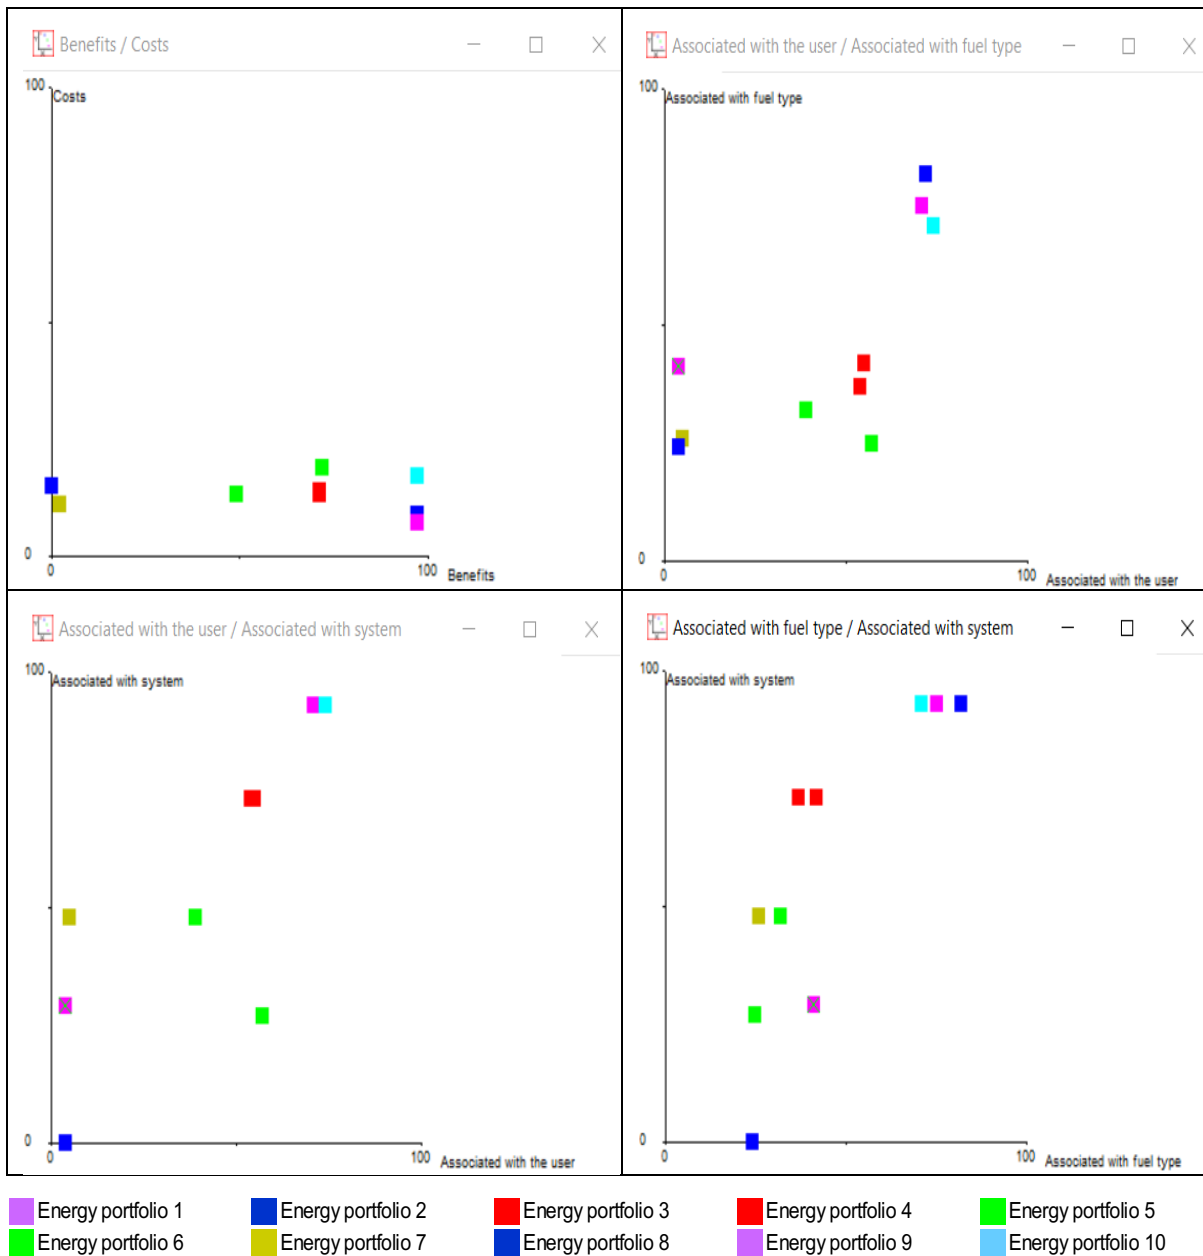 Benefits / Costs
100
Costs
0
0
100
Benefits
Associated with the user / Associated with fuel type
100
Associated with fuel type
0
0
100
Associated with the user
Associated with the user / Associated with system
100
Associated with system
0
0
100
Associated with the user
Associated with fuel type / Associated with system
100
Associated with system
0
0
100
Associated with fuel type
Energy portfolio 1
Energy portfolio 2
Energy portfolio 3
Energy portfolio 4
Energy portfolio 5
Energy portfolio 6
Energy portfolio 7
Energy portfolio 8
Energy portfolio 9
Energy portfolio 10